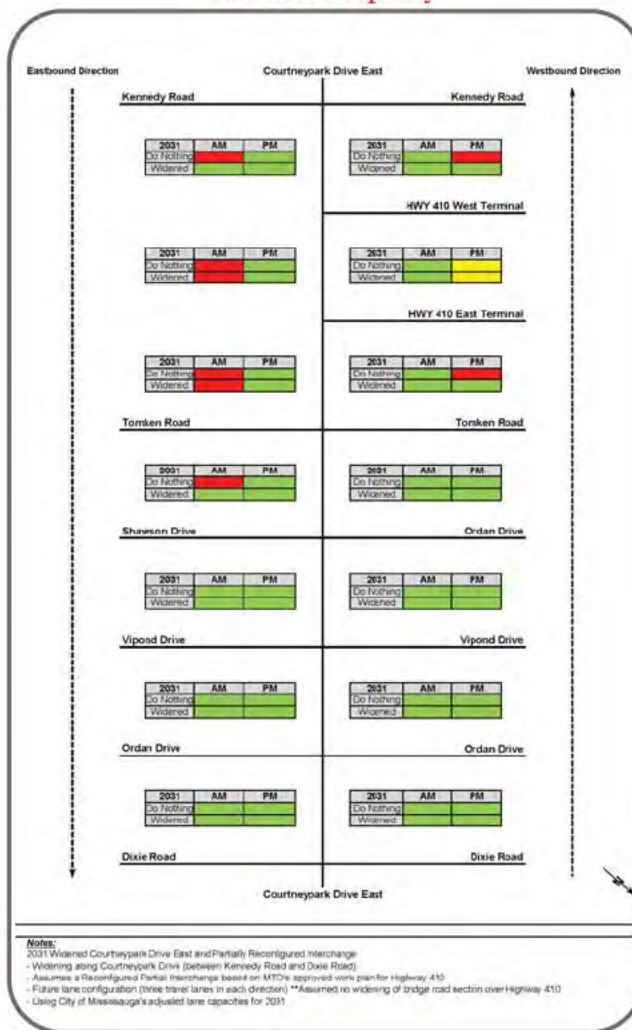 Eastbound Direction Courtneypark Drive East Westbound Direction
Kennedy Road Kennedy Road
2031 AM PM 2031 AM PM
Do Nothing Do Nothing
Widened Widened
HWY 410 West Terminal
2031 AM PM 2031 AM PM
Do Nothing Do Nothing
Widened Widened
HWY 410 East Terminal
2031 AM PM 2031 AM PM
Do Nothing Do Nothing
Widened Widened
Tomken Road Tomken Road
2031 AM PM 2031 AM PM
Do Nothing Do Nothing
Widened Widened
Shawson Drive Ordan Drive
2031 AM PM 2031 AM PM
Do Nothing Do Nothing
Widened Widened
Vipond Drive Vipond Drive
2031 AM PM 2031 AM PM
Do Nothing Do Nothing
Widened Widened
Ordan Drive Ordan Drive
2031 AM PM 2031 AM PM
Do Nothing Do Nothing
Widened Widened
Dixie Road Dixie Road
Courtneypark Drive East
N
Notes:
2031 Widened Courtneypark Drive East and Partially Reconfigured Interchange
- Widening along Courtneypark Drive (between Kennedy Road and Dixie Road)
- Assumes a Reconfigured Partial Interchange based on MTO's approved work plan for Highway 410
- Future lane configuration (three travel lanes in each direction) **Assumed no widening of bridge road section over Highway 410
- Using City of Mississauga's adjusted lane capacities for 2031